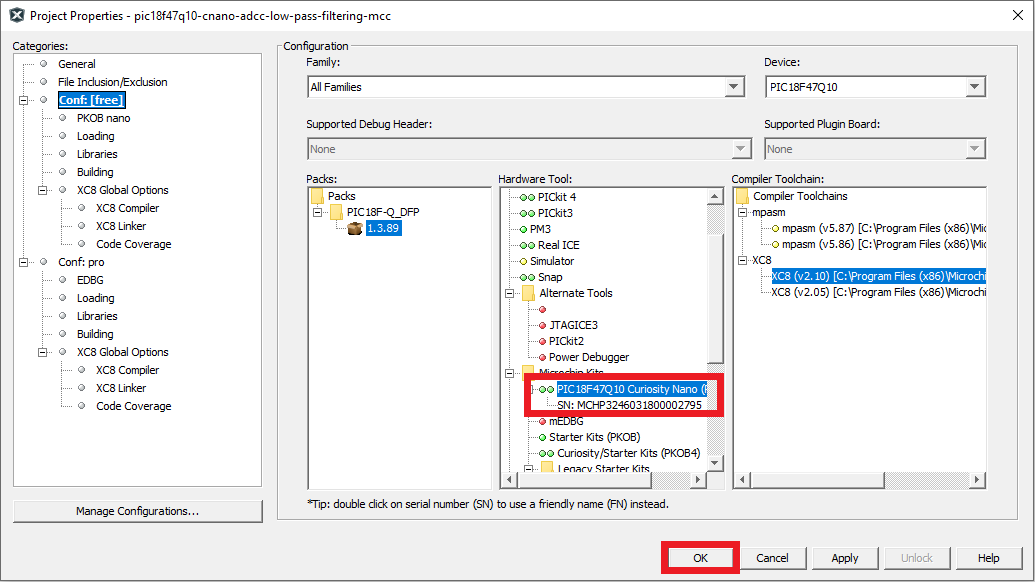 Project Properties - pic18f47q10-cnano-adcc-low-pass-filtering-mcc
Categories:
General
File Inclusion/Exclusion
Conf: [free]
PKOB nano
Loading
Libraries
Building
XC8 Global Options
XC8 Compiler
XC8 Linker
Code Coverage
Conf: pro
EDBG
Loading
Libraries
Building
XC8 Global Options
XC8 Compiler
XC8 Linker
Code Coverage
Manage Configurations...
Configuration
Family:
All Families
Device:
PIC18F47Q10
Supported Debug Header:
None
Supported Plugin Board:
None
Packs:
Packs
PIC18F-Q_DFP
1.3.89
Hardware Tool:
PICkit 4
PICkit3
PM3
Real ICE
Simulator
Snap
Alternate Tools
JTAGICE3
PICkit2
Power Debugger
Microchip Kits
PIC18F47Q10 Curiosity Nano (
SN: MCHP3246031800002795
mEDBG
Starter Kits (PKOB)
Curiosity/Starter Kits (PKOB4)
Legacy Starter Kits
Compiler Toolchain:
Compiler Toolchains
mpasm
mpasm (v5.87) [C:\Program Files (x86)\Mic
mpasm (v5.86) [C:\Program Files (x86)\Mic
XC8
XC8 (v2.10) [C:\Program Files (x86)\Microchi
XC8 (v2.05) [C:\Program Files (x86)\Microchi
*Tip: double click on serial number (SN) to use a friendly name (FN) instead.
OK
Cancel
Apply
Unlock
Help